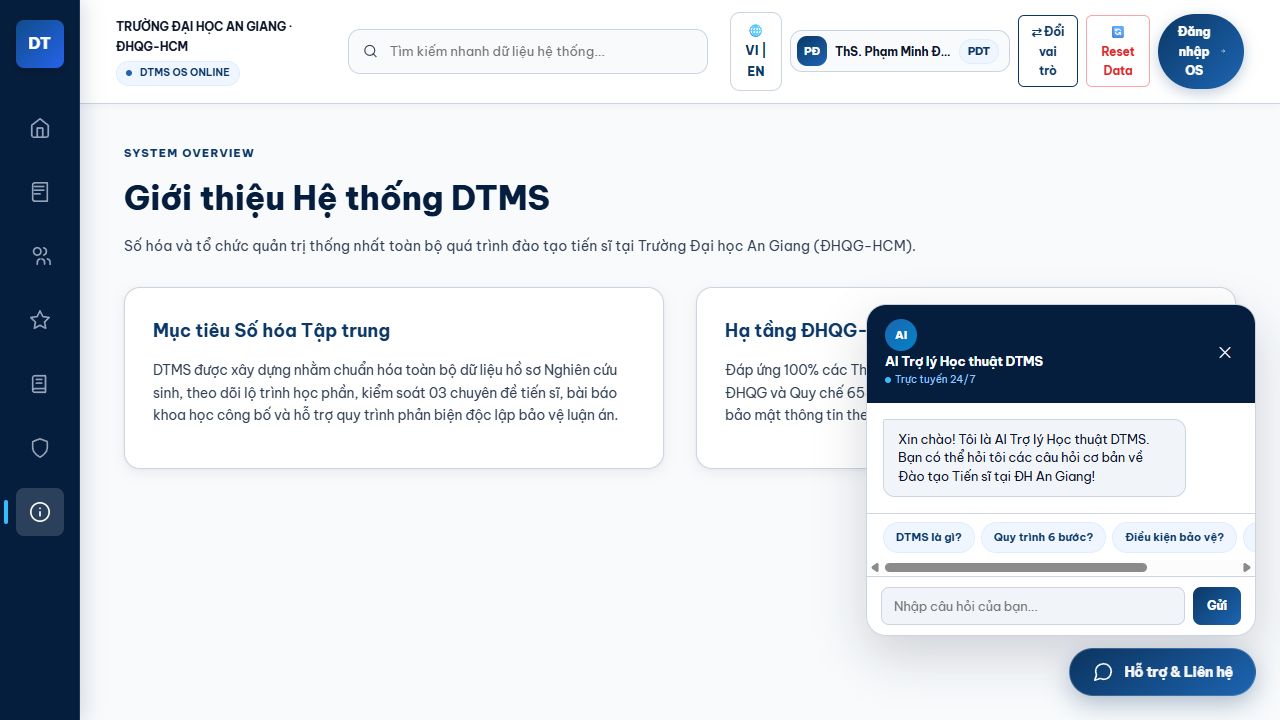 DT
TRƯỜNG ĐẠI HỌC AN GIANG ·
ĐHQG-HCM
DTMS OS ONLINE
Tìm kiếm nhanh dữ liệu hệ thống...
VI |
EN
PĐ
ThS. Phạm Minh Đ...
PDT
⇄ Đổi
vai
trò
Reset
Data
Đăng
nhập →
OS
SYSTEM OVERVIEW
Giới thiệu Hệ thống DTMS
Số hóa và tổ chức quản trị thống nhất toàn bộ quá trình đào tạo tiến sĩ tại Trường Đại học An Giang (ĐHQG-HCM).
Mục tiêu Số hóa Tập trung
DTMS được xây dựng nhằm chuẩn hóa toàn bộ dữ liệu hồ sơ Nghiên cứu
sinh, theo dõi lộ trình học phần, kiểm soát 03 chuyên đề tiến sĩ, bài báo
khoa học công bố và hỗ trợ quy trình phản biện độc lập bảo vệ luận án.
Hạ tầng ĐHQG-
Đáp ứng 100% các Th
ĐHQG và Quy chế 65
bảo mật thông tin the
AI
AI Trợ lý Học thuật DTMS
Trực tuyến 24/7
Xin chào! Tôi là AI Trợ lý Học thuật DTMS.
Bạn có thể hỏi tôi các câu hỏi cơ bản về
Đào tạo Tiến sĩ tại ĐH An Giang!
DTMS là gì?
Quy trình 6 bước?
Điều kiện bảo vệ?
Nhập câu hỏi của bạn...
Gửi
Hỗ trợ & Liên hệ